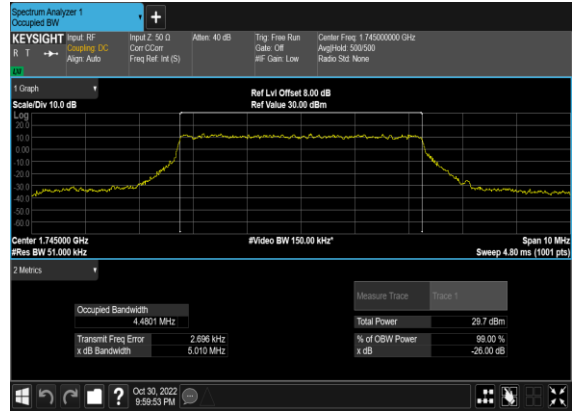 Spectrum Analyzer 1
Occupied BW
KEYSIGHT
R T
LV
Input: RF
Coupling: DC
Align: Auto
Input Z: 50 Ω
Corr CCorr
Freq Ref: Int (S)
Atten: 40 dB
Trig: Free Run
Gate: Off
#IF Gain: Low
Center Freq: 1.745000000 GHz
Avg|Hold: 500/500
Radio Std: None
1 Graph
Scale/Div 10.0 dB
Ref Lvl Offset 8.00 dB
Ref Value 30.00 dBm
Log
20.0
10.0
0.00
-10.0
-20.0
-30.0
-40.0
-50.0
-60.0
Center 1.745000 GHz
#Res BW 51.000 kHz
#Video BW 150.00 kHz*
Span 10 MHz
Sweep 4.80 ms (1001 pts)
2 Metrics
Measure Trace Trace 1
Occupied Bandwidth
4.4801 MHz
Total Power 29.7 dBm
Transmit Freq Error 2.696 kHz
% of OBW Power 99.00 %
x dB Bandwidth 5.010 MHz
x dB -26.00 dB
?
Oct 30, 2022
9:59:53 PM